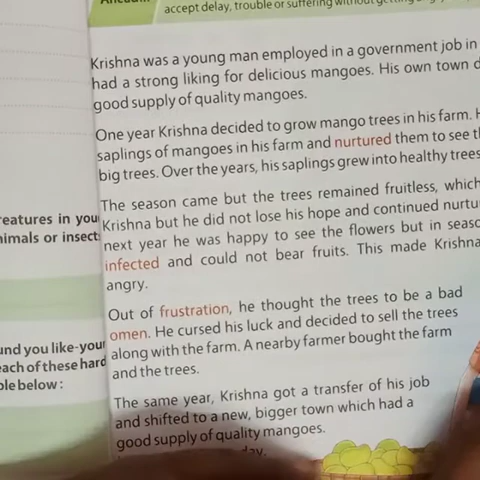 accept delay, trouble or suffering without
Krishna was a young man employed in a government job in
had a strong liking for delicious mangoes. His own town d
good supply of quality mangoes.
One year Krishna decided to grow mango trees in his farm. H
saplings of mangoes in his farm and nurtured them to see th
big trees. Over the years, his saplings grew into healthy trees
The season came but the trees remained fruitless, which
Krishna but he did not lose his hope and continued nurtu
next year he was happy to see the flowers but in seaso
infected and could not bear fruits. This made Krishna
angry.
Out of frustration, he thought the trees to be a bad
omen. He cursed his luck and decided to sell the trees
along with the farm. A nearby farmer bought the farm
and the trees.
The same year, Krishna got a transfer of his job
and shifted to a new, bigger town which had a
good supply of quality mangoes.
day.
reatures in you
nimals or insect
und you like-your
each of these hard
ble below :